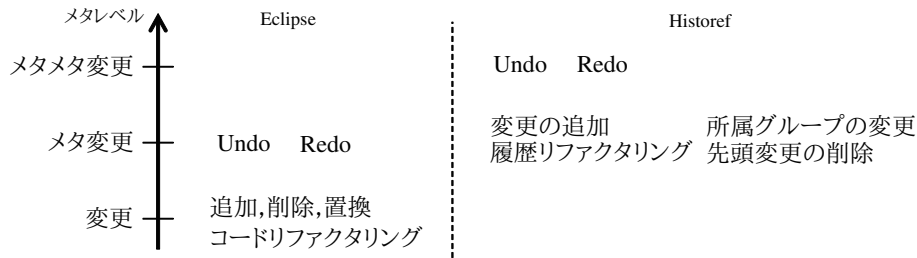 メタレベル
Eclipse
Historef
メタメタ変更
Undo Redo
メタ変更
Undo Redo
変更の追加 所属グループの変更
履歴リファクタリング 先頭変更の削除
変更
追加,削除,置換
コードリファクタリング